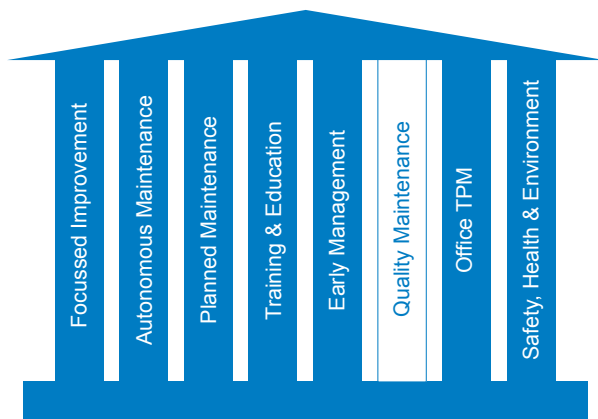 Focussed Improvement
Autonomous Maintenance
Planned Maintenance
Training & Education
Early Management
Quality Maintenance
Office TPM
Safety, Health & Environment